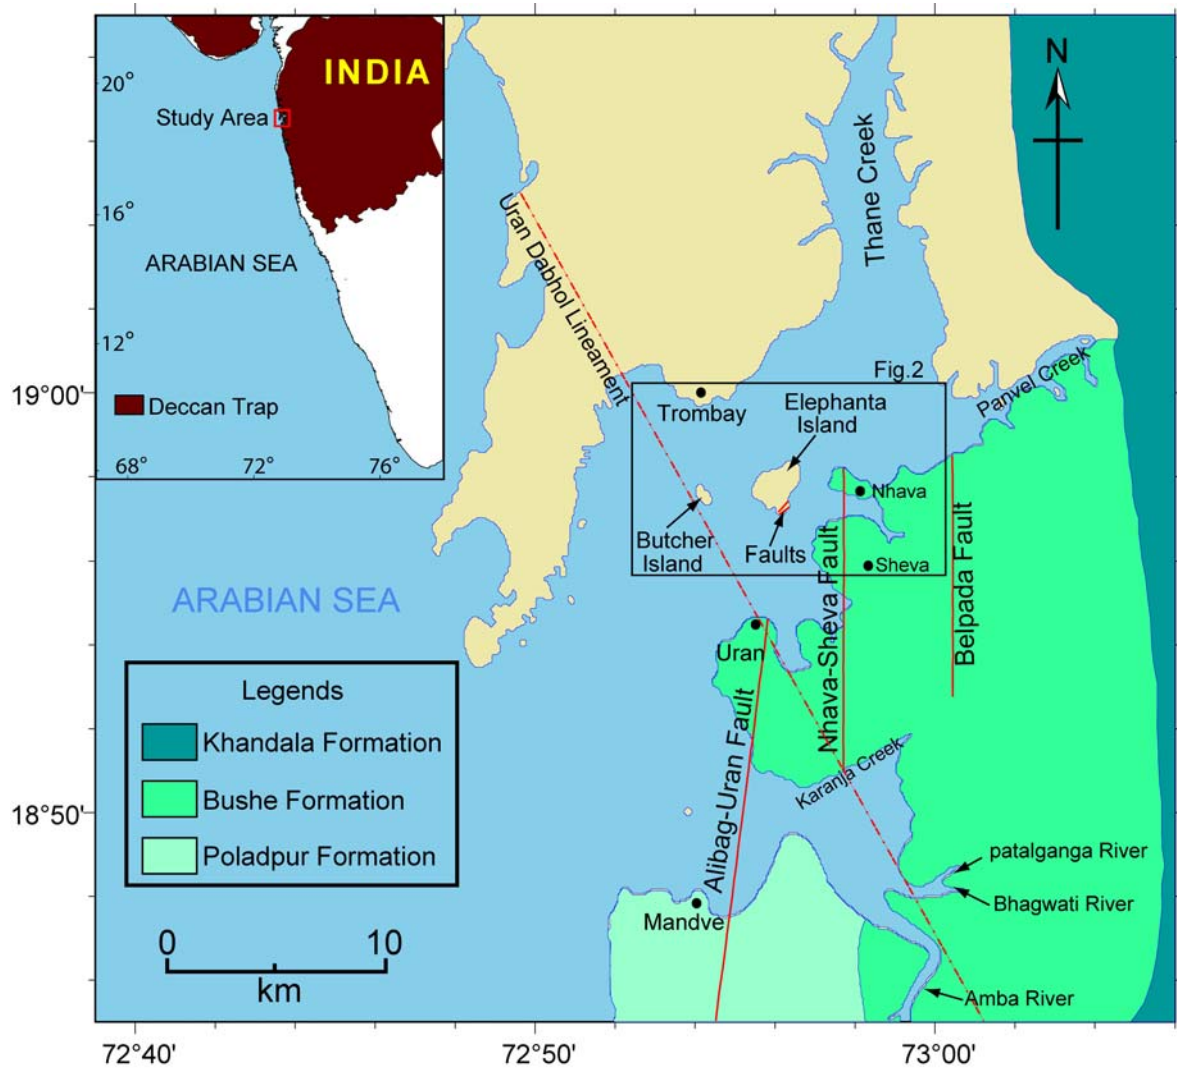 INDIA
20°
Study Area
16°
ARABIAN SEA
12°
Deccan Trap
68°
72°
76°
N
Thane Creek
Uran Dabhol Lineament
Fig.2
Panvel Creek
19°00'
Trombay
Elephanta
Island
Nhava
Butcher
Island
Faults
Sheva
ARABIAN SEA
Uran
Nhava-Sheva Fault
Belpada Fault
Alibag-Uran Fault
Karanja Creek
Legends
Khandala Formation
Bushe Formation
Poladpur Formation
18°50'
patalganga River
Bhagwati River
Mandve
Amba River
0
10
km
72°40'
72°50'
73°00'